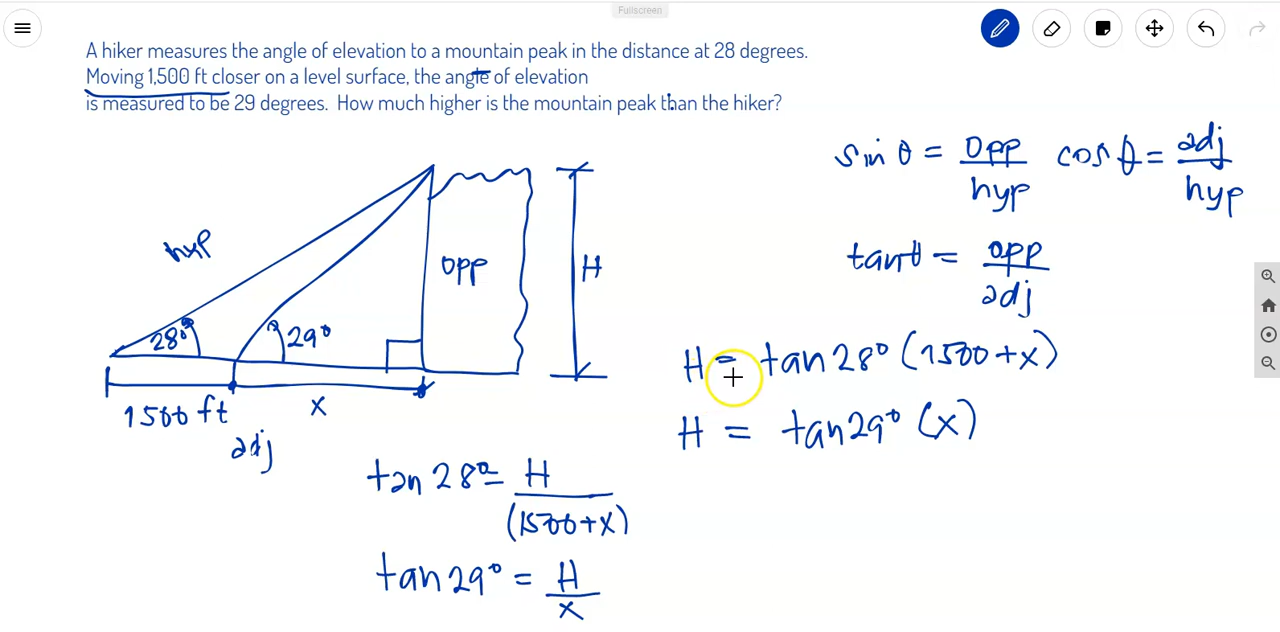 Fullscreen
A hiker measures the angle of elevation to a mountain peak in the distance at 28 degrees.
Moving 1,500 ft closer on a level surface, the angle of elevation
is measured to be 29 degrees. How much higher is the mountain peak than the hiker?
sin θ = opp/hyp cos θ = adj/hyp
tan θ = opp/adj
hyp
opp
H
28°
29°
1500 ft
x
adj
H = tan 28° (1500 + x)
H = tan 29° (x)
tan 28° = H/(1500 + x)
tan 29° = H/x